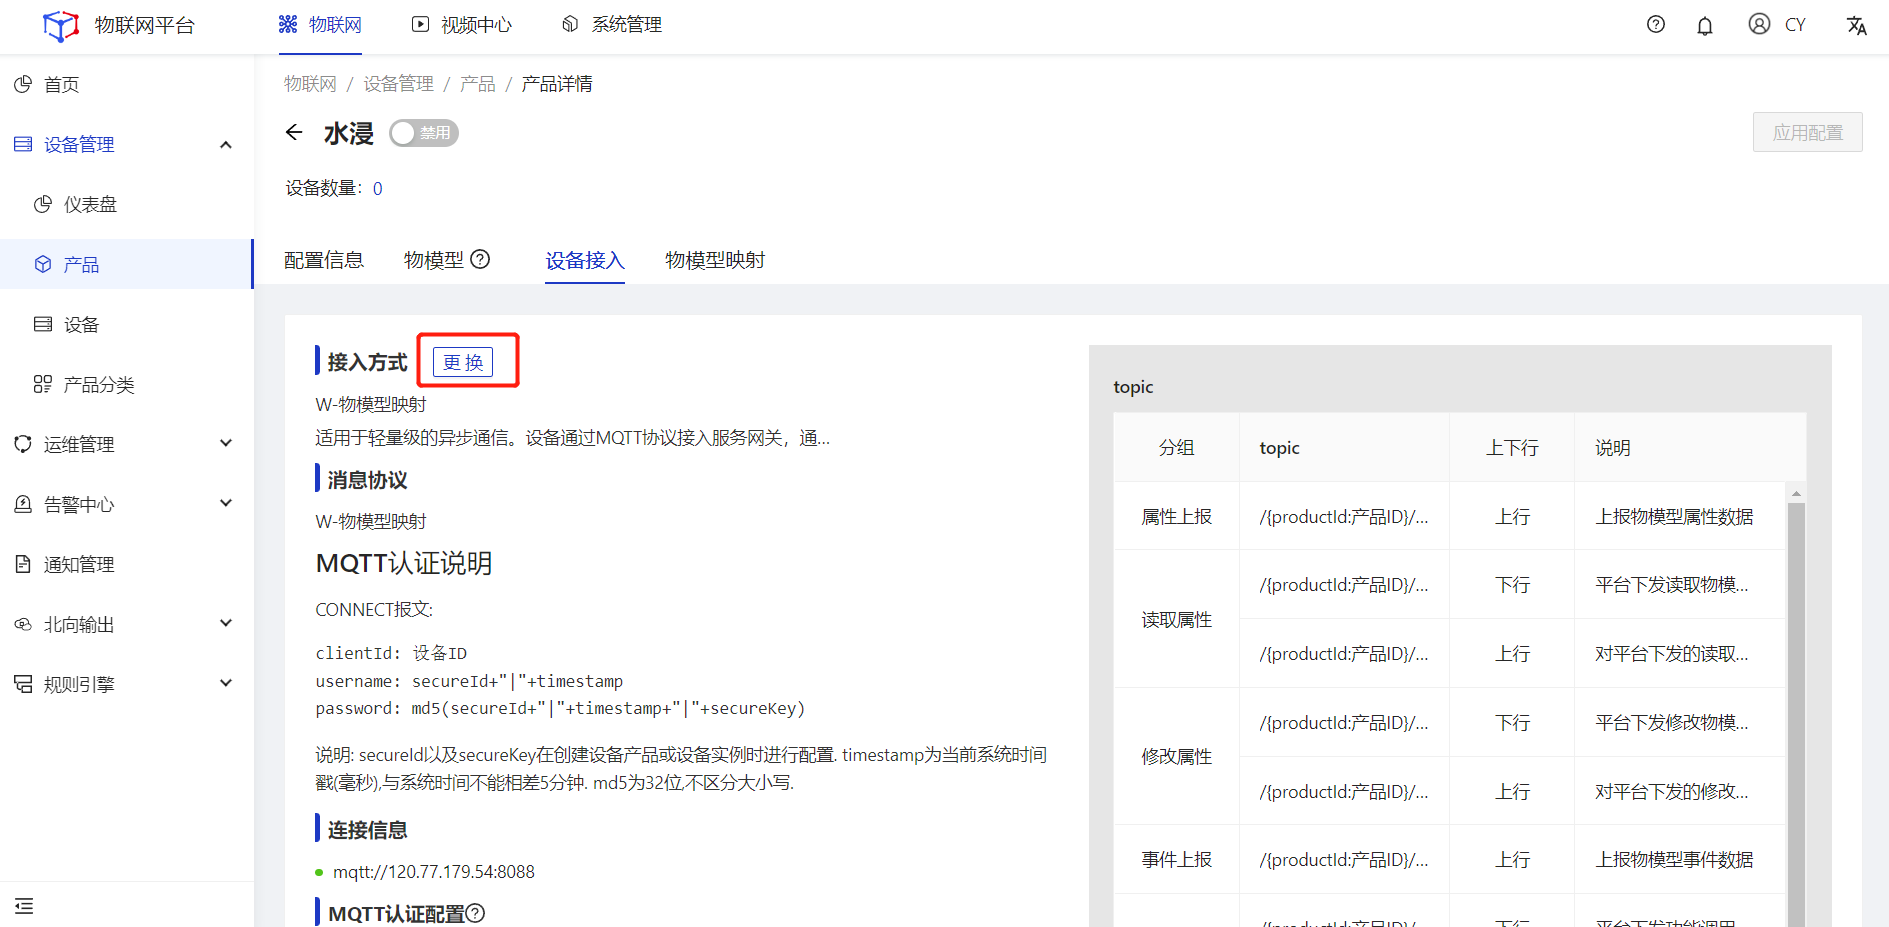 物联网平台
物联网
视频中心
系统管理
CY
首页
设备管理
仪表盘
产品
设备
产品分类
运维管理
告警中心
通知管理
北向输出
规则引擎
物联网 / 设备管理 / 产品 / 产品详情
水浸
禁用
应用配置
设备数量： 0
配置信息
物模型
设备接入
物模型映射
接入方式
更 换
W-物模型映射
适用于轻量级的异步通信。设备通过MQTT协议接入服务网关，通...
消息协议
W-物模型映射
MQTT认证说明
CONNECT报文:
clientId: 设备ID
username: secureId+"|"+timestamp
password: md5(secureId+"|"+timestamp+"|"+secureKey)
说明: secureId以及secureKey在创建设备产品或设备实例时进行配置. timestamp为当前系统时间
戳(毫秒),与系统时间不能相差5分钟. md5为32位,不区分大小写.
连接信息
mqtt://120.77.179.54:8088
MQTT认证配置
topic
分组 topic 上下行 说明
属性上报 /{productId:产品ID}/... 上行 上报物模型属性数据
读取属性 /{productId:产品ID}/... 下行 平台下发读取物模...
/{productId:产品ID}/... 上行 对平台下发的读取...
修改属性 /{productId:产品ID}/... 下行 平台下发修改物模...
/{productId:产品ID}/... 上行 对平台下发的修改...
事件上报 /{productId:产品ID}/... 上行 上报物模型事件数据
/{productId:产品ID}/... 下行 平台下发功能调用...